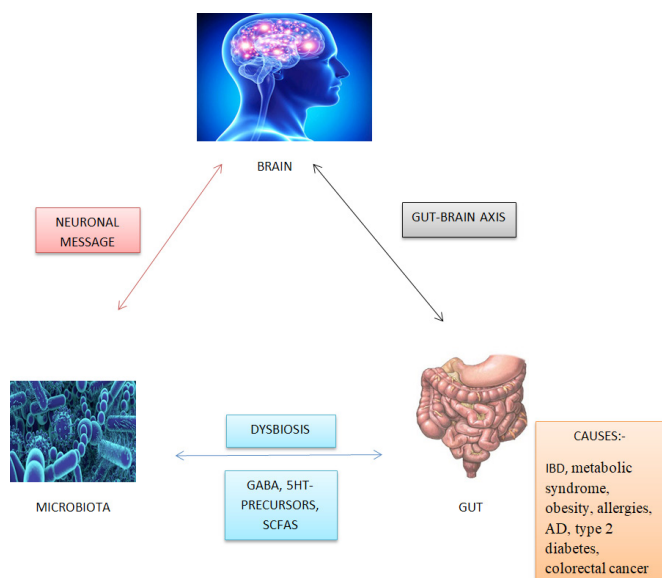 BRAIN
NEURONAL
MESSAGE
GUT-BRAIN AXIS
DYSBIOSIS
GABA, 5HT-
PRECURSORS,
SCFAS
MICROBIOTA
GUT
CAUSES:-
IBD, metabolic
syndrome,
obesity, allergies,
AD, type 2
diabetes,
colorectal cancer